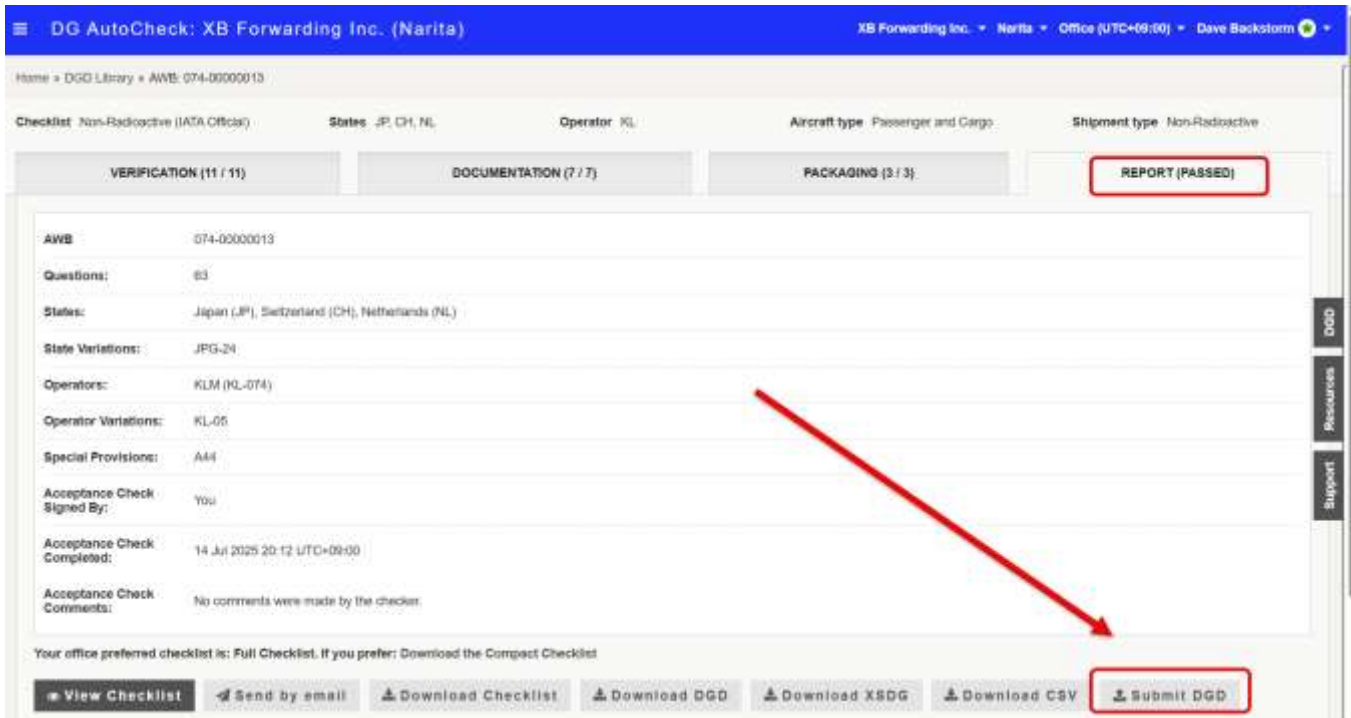 DG AutoCheck: XB Forwarding Inc. (Narita)
XB Forwarding Inc. Narita Office (UTC+09:00) Dave Backstorm
Home » DGD Library » AWB: 074-00000013
Checklist Non-Radioactive (IATA Official) States JP, CH, NL Operator KL Aircraft type Passenger and Cargo Shipment type Non-Radioactive
VERIFICATION (11 / 11) DOCUMENTATION (7 / 7) PACKAGING (3 / 3) REPORT (PASSED)
AWB 074-00000013
Questions: 63
States: Japan (JP), Switzerland (CH), Netherlands (NL)
State Variations: JPG-24
Operators: KLM (KL-074)
Operator Variations: KL-05
Special Provisions: A44
Acceptance Check
Signed By: You
Acceptance Check
Completed: 14 Jul 2025 20:12 UTC+09:00
Acceptance Check
Comments: No comments were made by the checker.
Your office preferred checklist is: Full Checklist. If you prefer: Download the Compact Checklist
View Checklist Send by email Download Checklist Download DGD Download XSDG Download CSV Submit DGD
DGD
Resources
Support